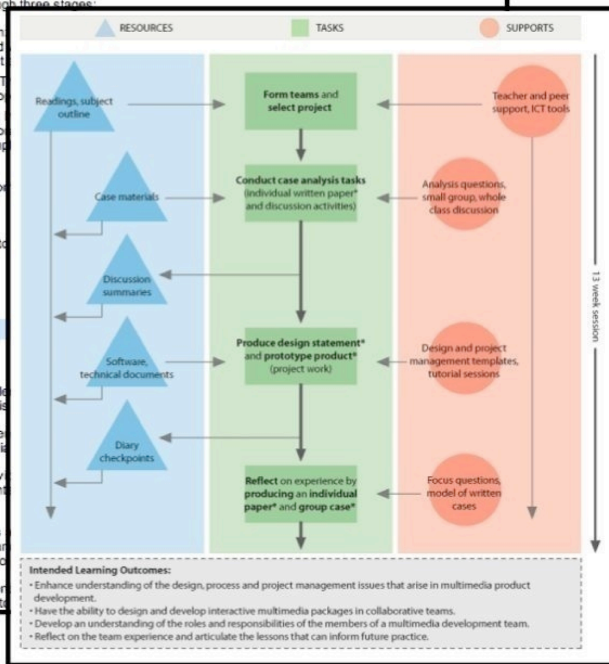 gh three stages:
RESOURCES
TASKS
SUPPORTS
Readings, subject
outline
Form teams and
select project
Teacher and peer
support, ICT tools
Case materials
Conduct case analysis tasks
(individual written paper*
and discussion activities)
Analysis questions,
small group, whole
class discussion
Discussion
summaries
13 week session
Software,
technical documents
Produce design statement*
and prototype product*
(project work)
Design and project
management templates,
tutorial sessions
Diary
checkpoints
Reflect on experience by
producing an individual
paper* and group case*
Focus questions,
model of written
cases
Intended Learning Outcomes:
• Enhance understanding of the design, process and project management issues that arise in multimedia product
development.
• Have the ability to design and develop interactive multimedia packages in collaborative teams.
• Develop an understanding of the roles and responsibilities of the members of a multimedia development team.
• Reflect on the team experience and articulate the lessons that can inform future practice.